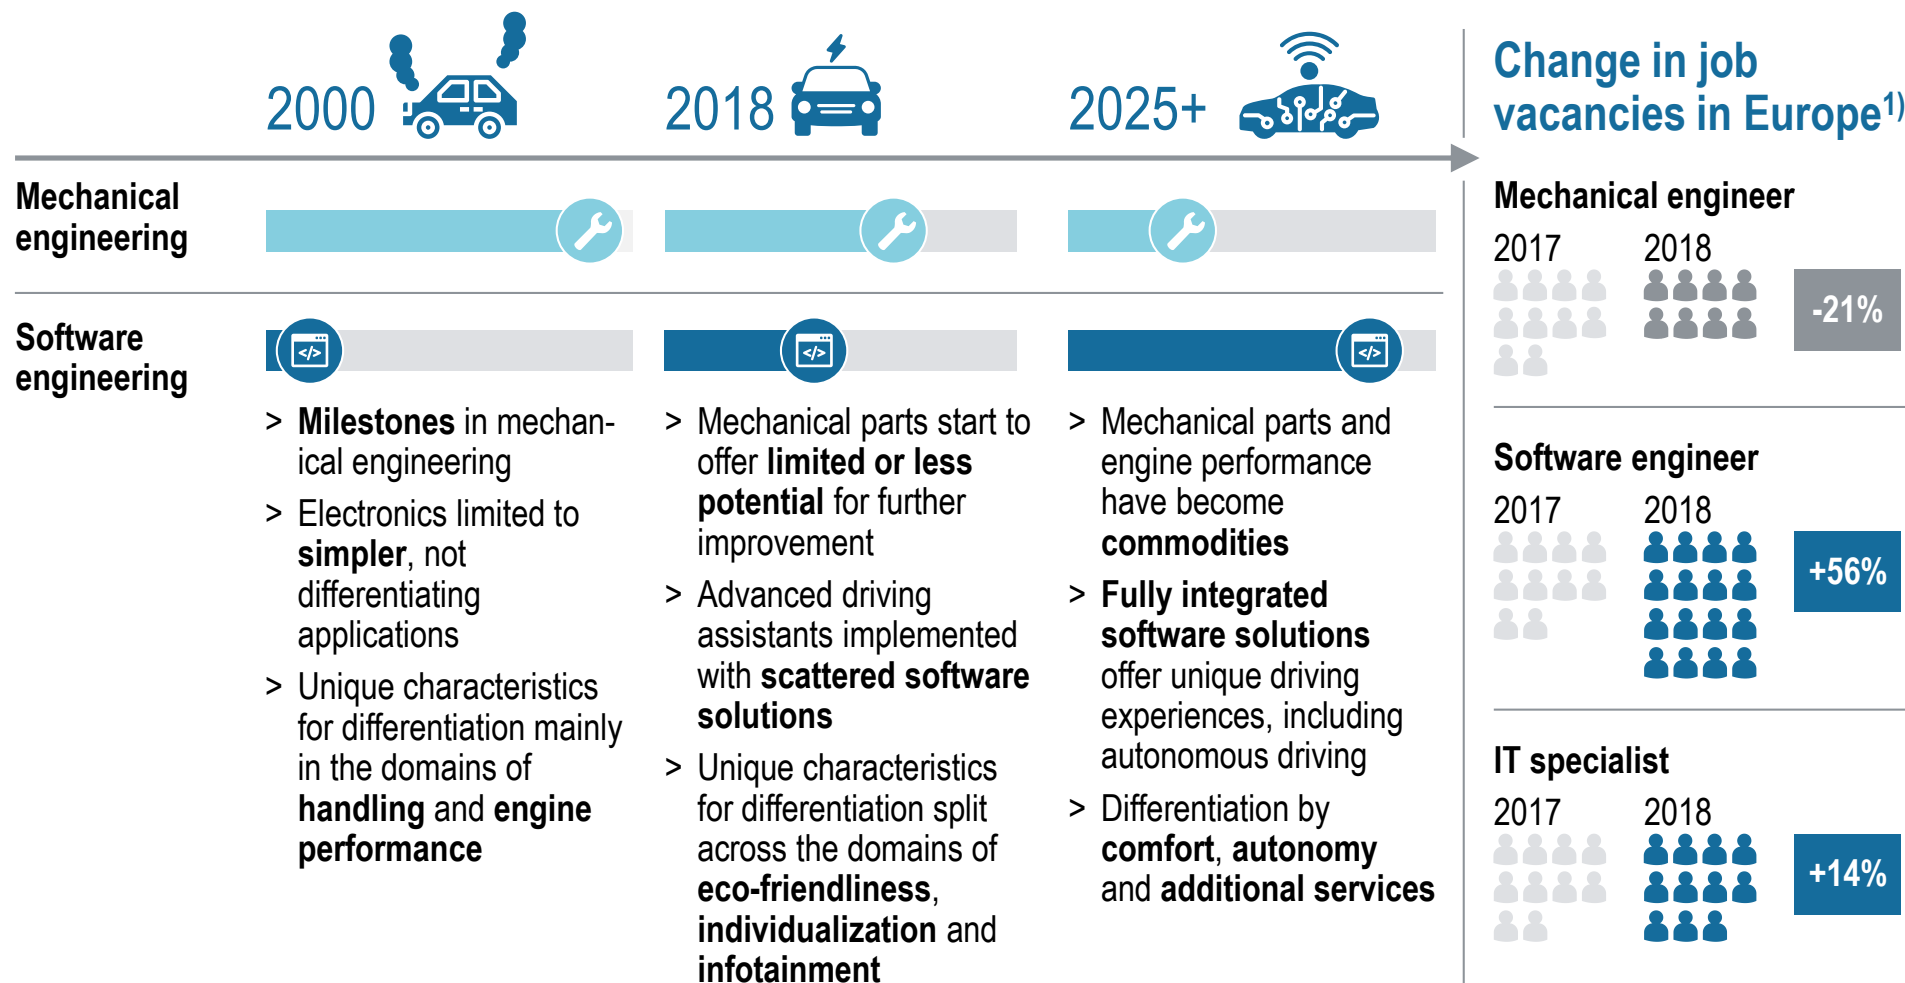 2000
2018
2025+
Change in job
vacancies in Europe1)
Mechanical
engineering
Software
engineering
</>
</>
</>
> Milestones in mechan-
ical engineering
> Electronics limited to
simpler, not
differentiating
applications
> Unique characteristics
for differentiation mainly
in the domains of
handling and engine
performance
> Mechanical parts start to
offer limited or less
potential for further
improvement
> Advanced driving
assistants implemented
with scattered software
solutions
> Unique characteristics
for differentiation split
across the domains of
eco-friendliness,
individualization and
infotainment
> Mechanical parts and
engine performance
have become
commodities
> Fully integrated
software solutions
offer unique driving
experiences, including
autonomous driving
> Differentiation by
comfort, autonomy
and additional services
Mechanical engineer
2017 2018
-21%
Software engineer
2017 2018
+56%
IT specialist
2017 2018
+14%